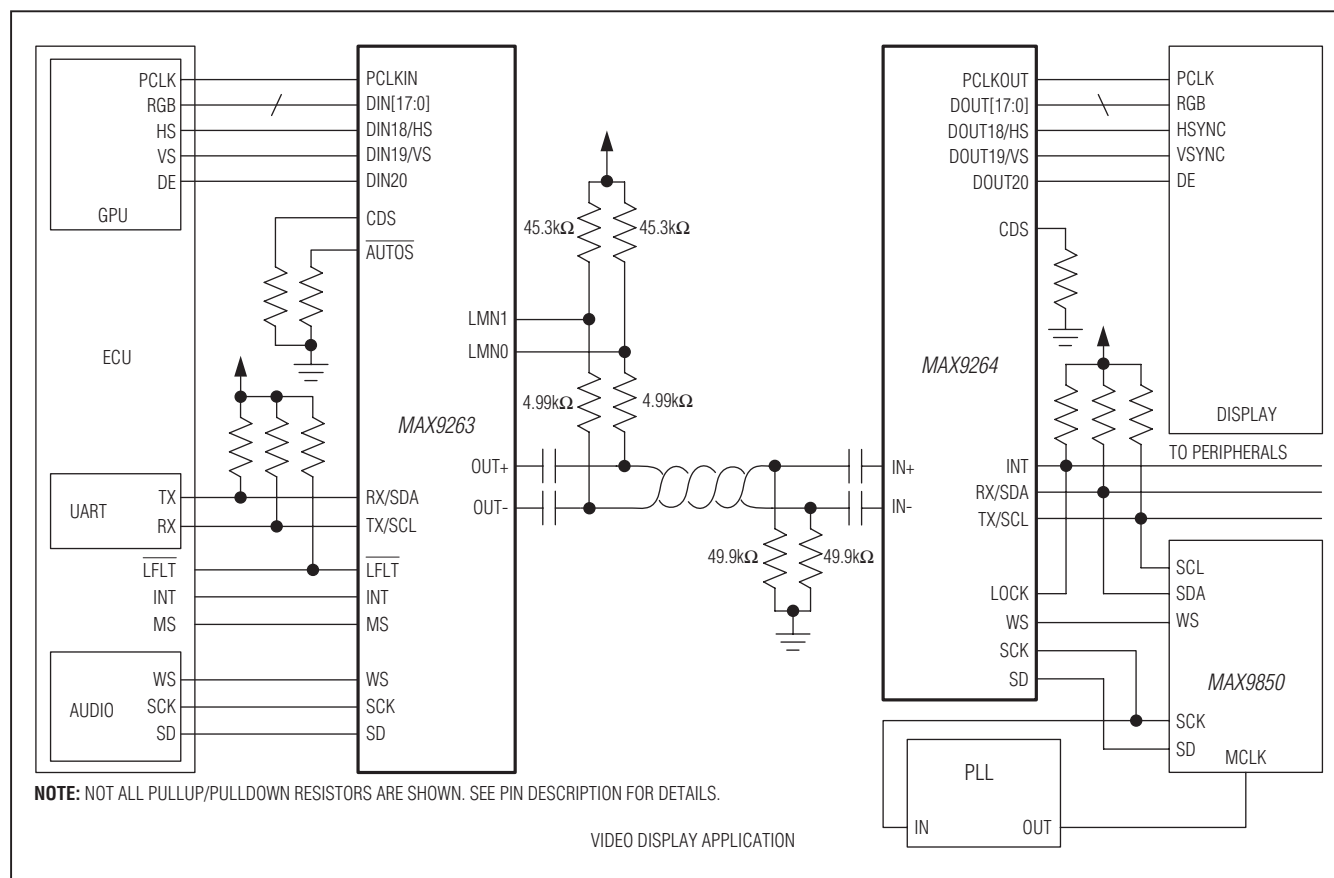 PCLK
RGB
HS
VS
DE
GPU
ECU
UART
TX
RX
LFLT
INT
MS
AUDIO
WS
SCK
SD
PCLKIN
DIN[17:0]
DIN18/HS
DIN19/VS
DIN20
CDS
AUTOS
LMN1
LMN0
MAX9263
OUT+
OUT-
RX/SDA
TX/SCL
LFLT
INT
MS
WS
SCK
SD
45.3kΩ
45.3kΩ
4.99kΩ
4.99kΩ
49.9kΩ
49.9kΩ
PCLKOUT
DOUT[17:0]
DOUT18/HS
DOUT19/VS
DOUT20
CDS
MAX9264
IN+
IN-
INT
RX/SDA
TX/SCL
LOCK
WS
SCK
SD
PCLK
RGB
HSYNC
VSYNC
DE
DISPLAY
TO PERIPHERALS
SCL
SDA
WS
MAX9850
SCK
SD
MCLK
PLL
IN
OUT
NOTE: NOT ALL PULLUP/PULLDOWN RESISTORS ARE SHOWN. SEE PIN DESCRIPTION FOR DETAILS.
VIDEO DISPLAY APPLICATION